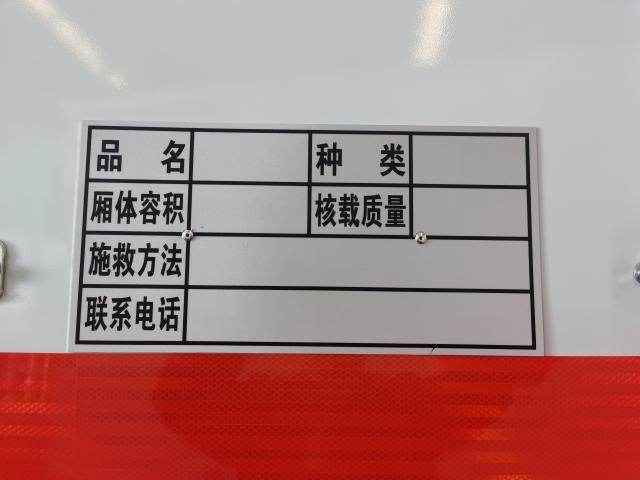 品名 种类
厢体容积 核载质量
施救方法
联系电话